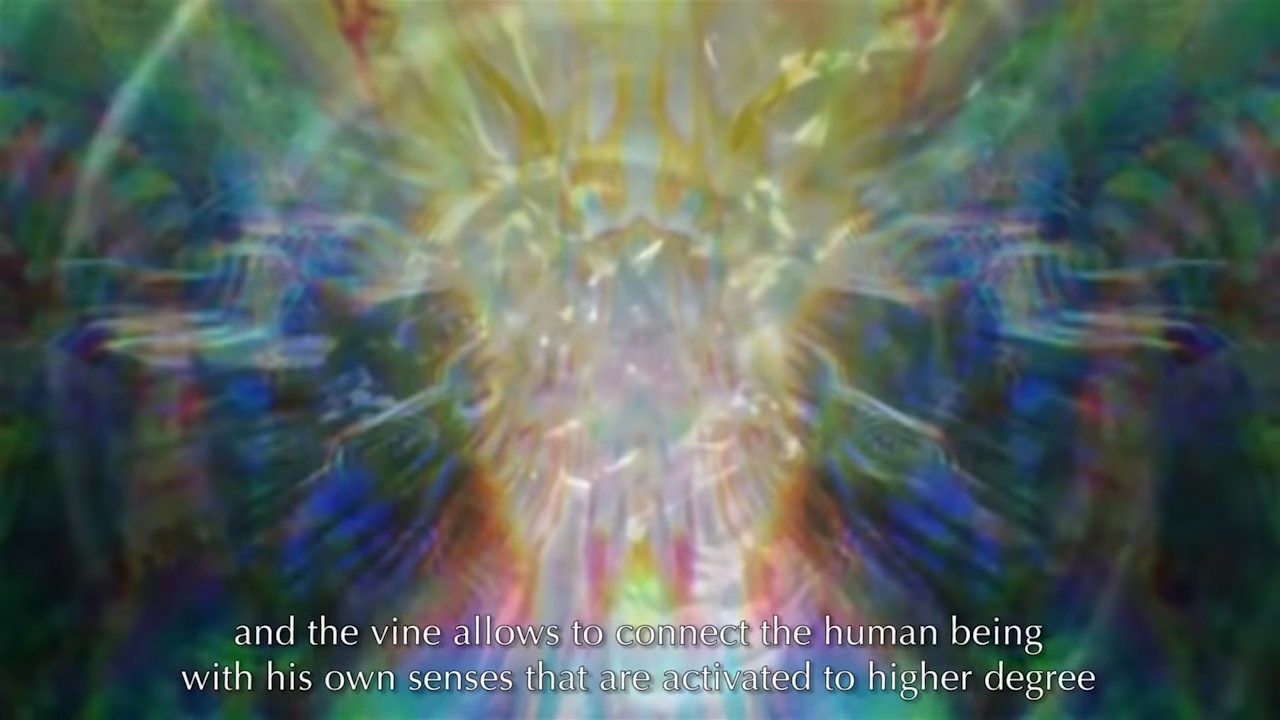 and the vine allows to connect the human being
with his own senses that are activated to higher degree